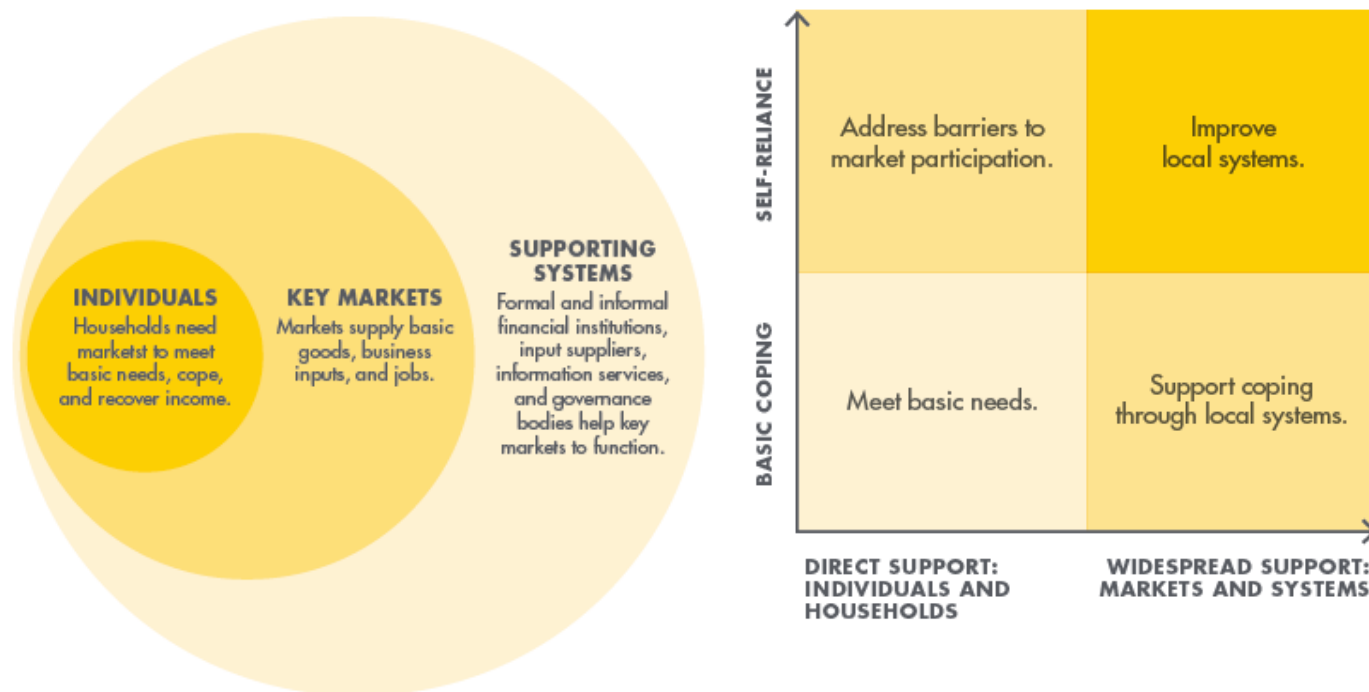 INDIVIDUALS
Households need
marketst to meet
basic needs, cope,
and recover income.
KEY MARKETS
Markets supply basic
goods, business
inputs, and jobs.
SUPPORTING
SYSTEMS
Formal and informal
financial institutions,
input suppliers,
information services,
and governance
bodies help key
markets to function.
SELF-RELIANCE
BASIC COPING
Address barriers to
market participation.
Improve
local systems.
Meet basic needs.
Support coping
through local systems.
DIRECT SUPPORT:
INDIVIDUALS AND
HOUSEHOLDS
WIDESPREAD SUPPORT:
MARKETS AND SYSTEMS